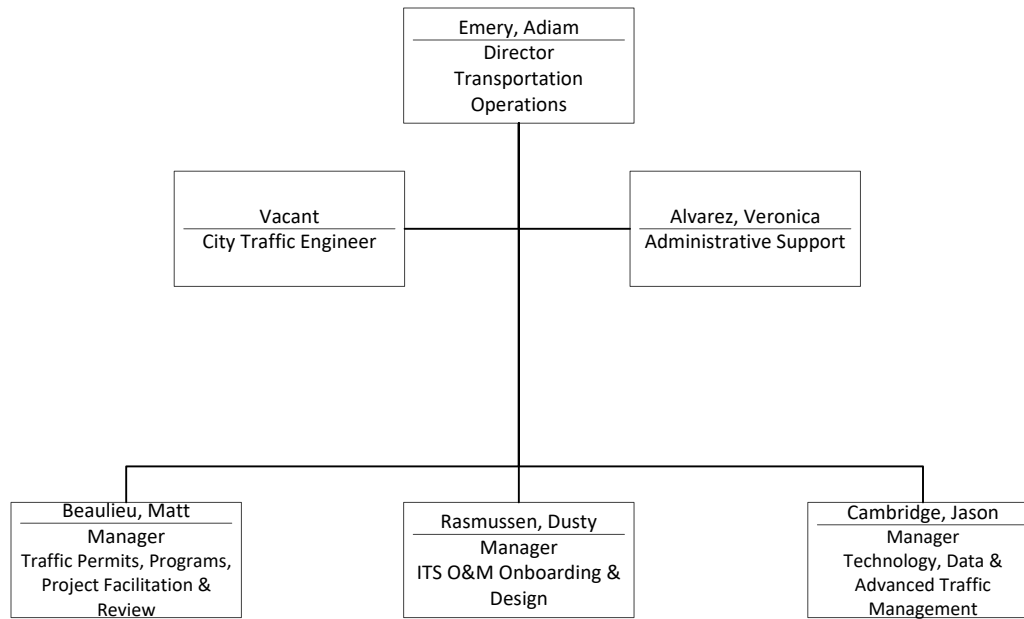 Emery, Adiam
Director
Transportation
Operations
Vacant
City Traffic Engineer
Alvarez, Veronica
Administrative Support
Beaulieu, Matt
Manager
Traffic Permits, Programs,
Project Facilitation &
Review
Rasmussen, Dusty
Manager
ITS O&M Onboarding &
Design
Cambridge, Jason
Manager
Technology, Data &
Advanced Traffic
Management